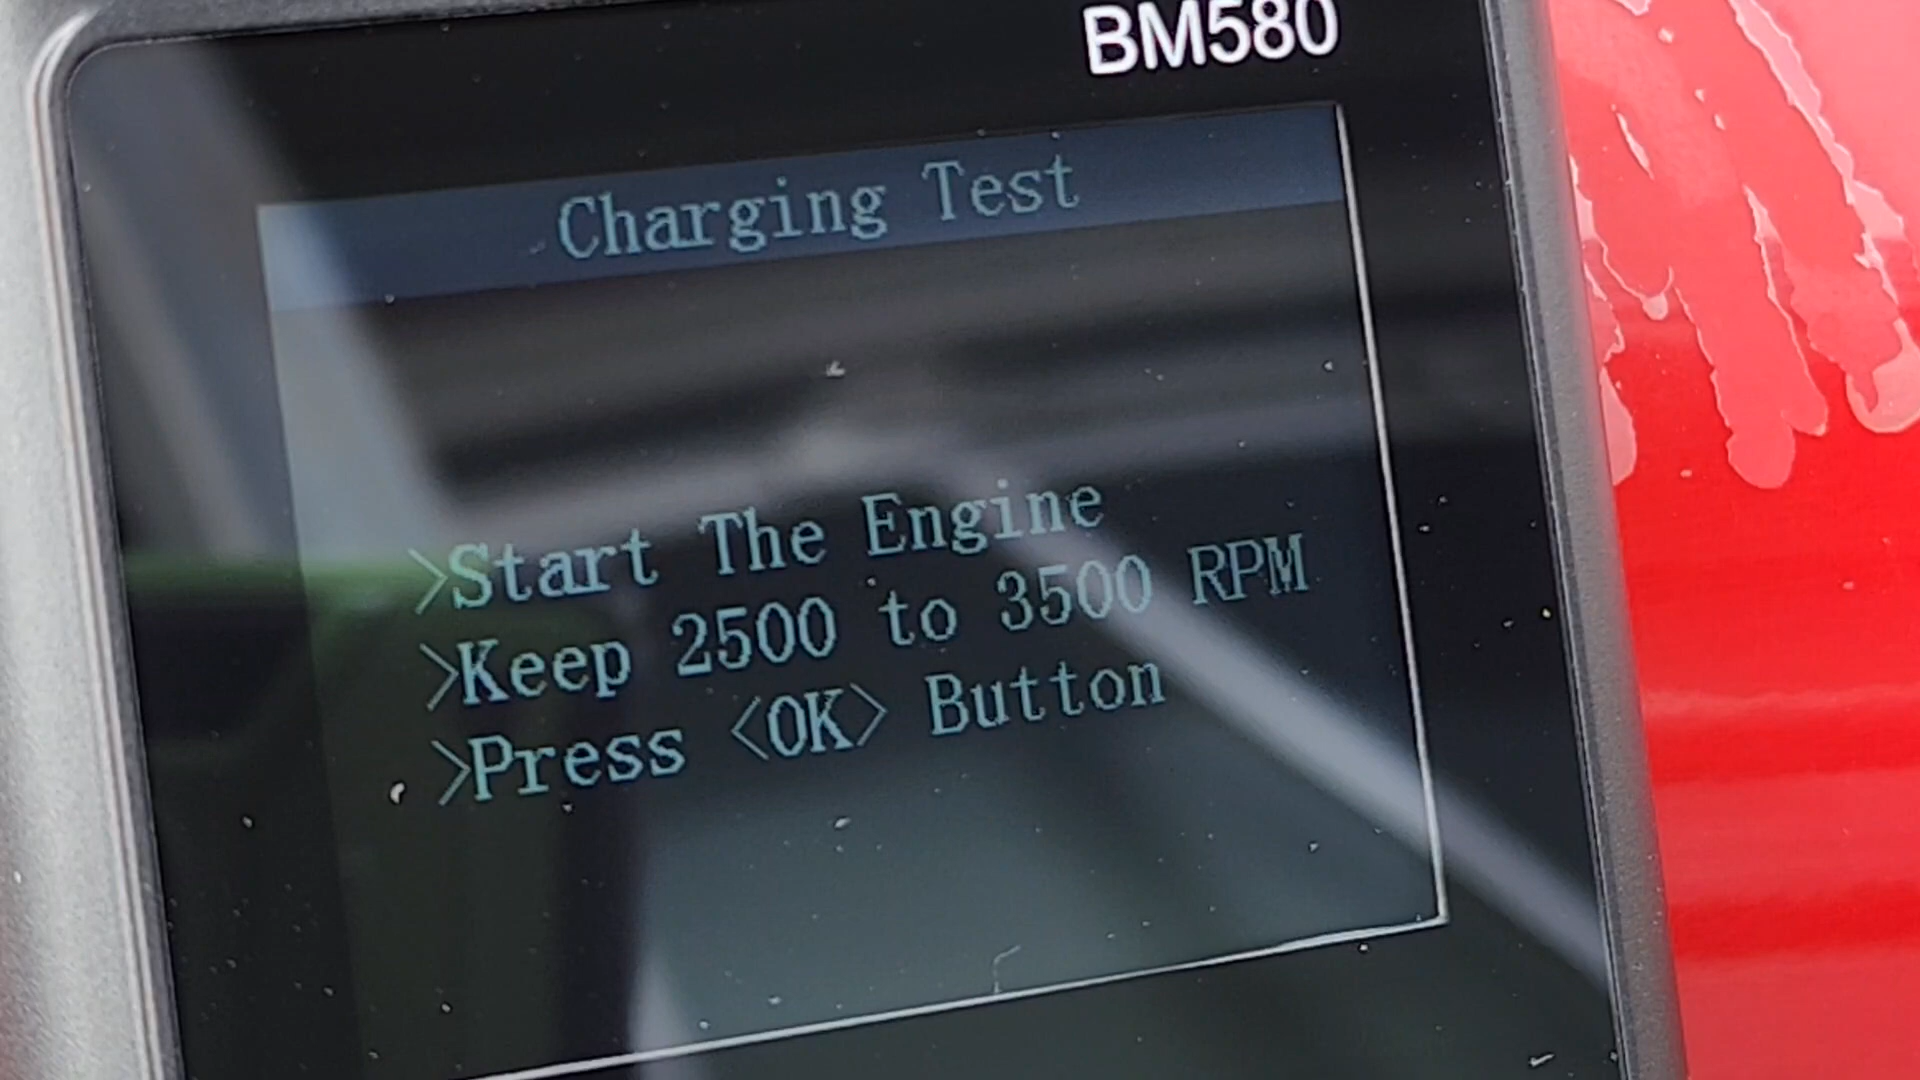 BM580
Charging Test
>Start The Engine
>Keep 2500 to 3500 RPM
>Press <OK> Button